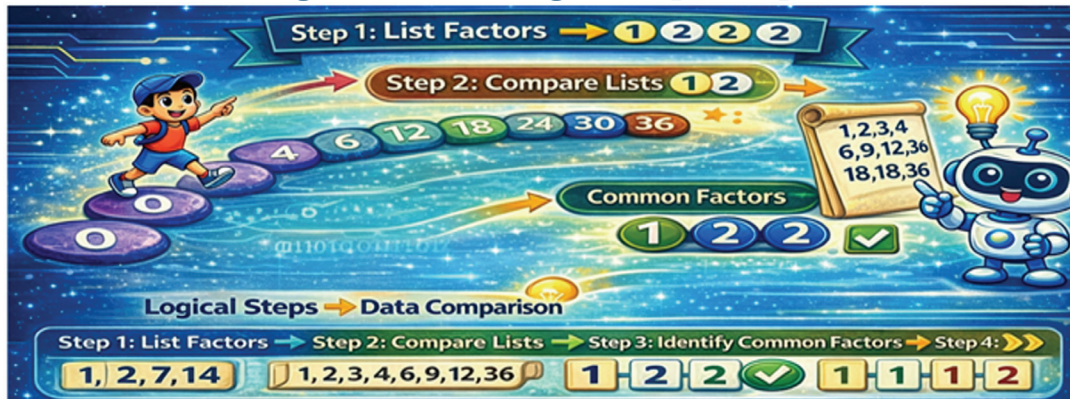 Step 1: List Factors → 1 2 2 2
Step 2: Compare Lists 1 2 →
0 0 4 6 12 18 24 30 36
1,2,3,4
6,9,12,36
18,18,36
Common Factors
1 2 2
Logical Steps → Data Comparison
Step 1: List Factors → Step 2: Compare Lists → Step 3: Identify Common Factors → Step 4:
1, 2,7,14 1,2,3,4,6,9,12,36 1 2 2 1 1 1 2